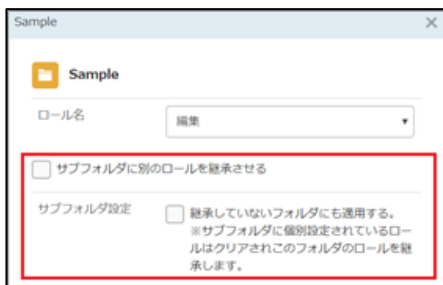 Sample
Sample
ロール名
編集
サブフォルダに別のロールを継承させる
サブフォルダ設定
継承していないフォルダにも適用する。
※サブフォルダに個別設定されているロー
ルはクリアされこのフォルダのロールを継
承します。